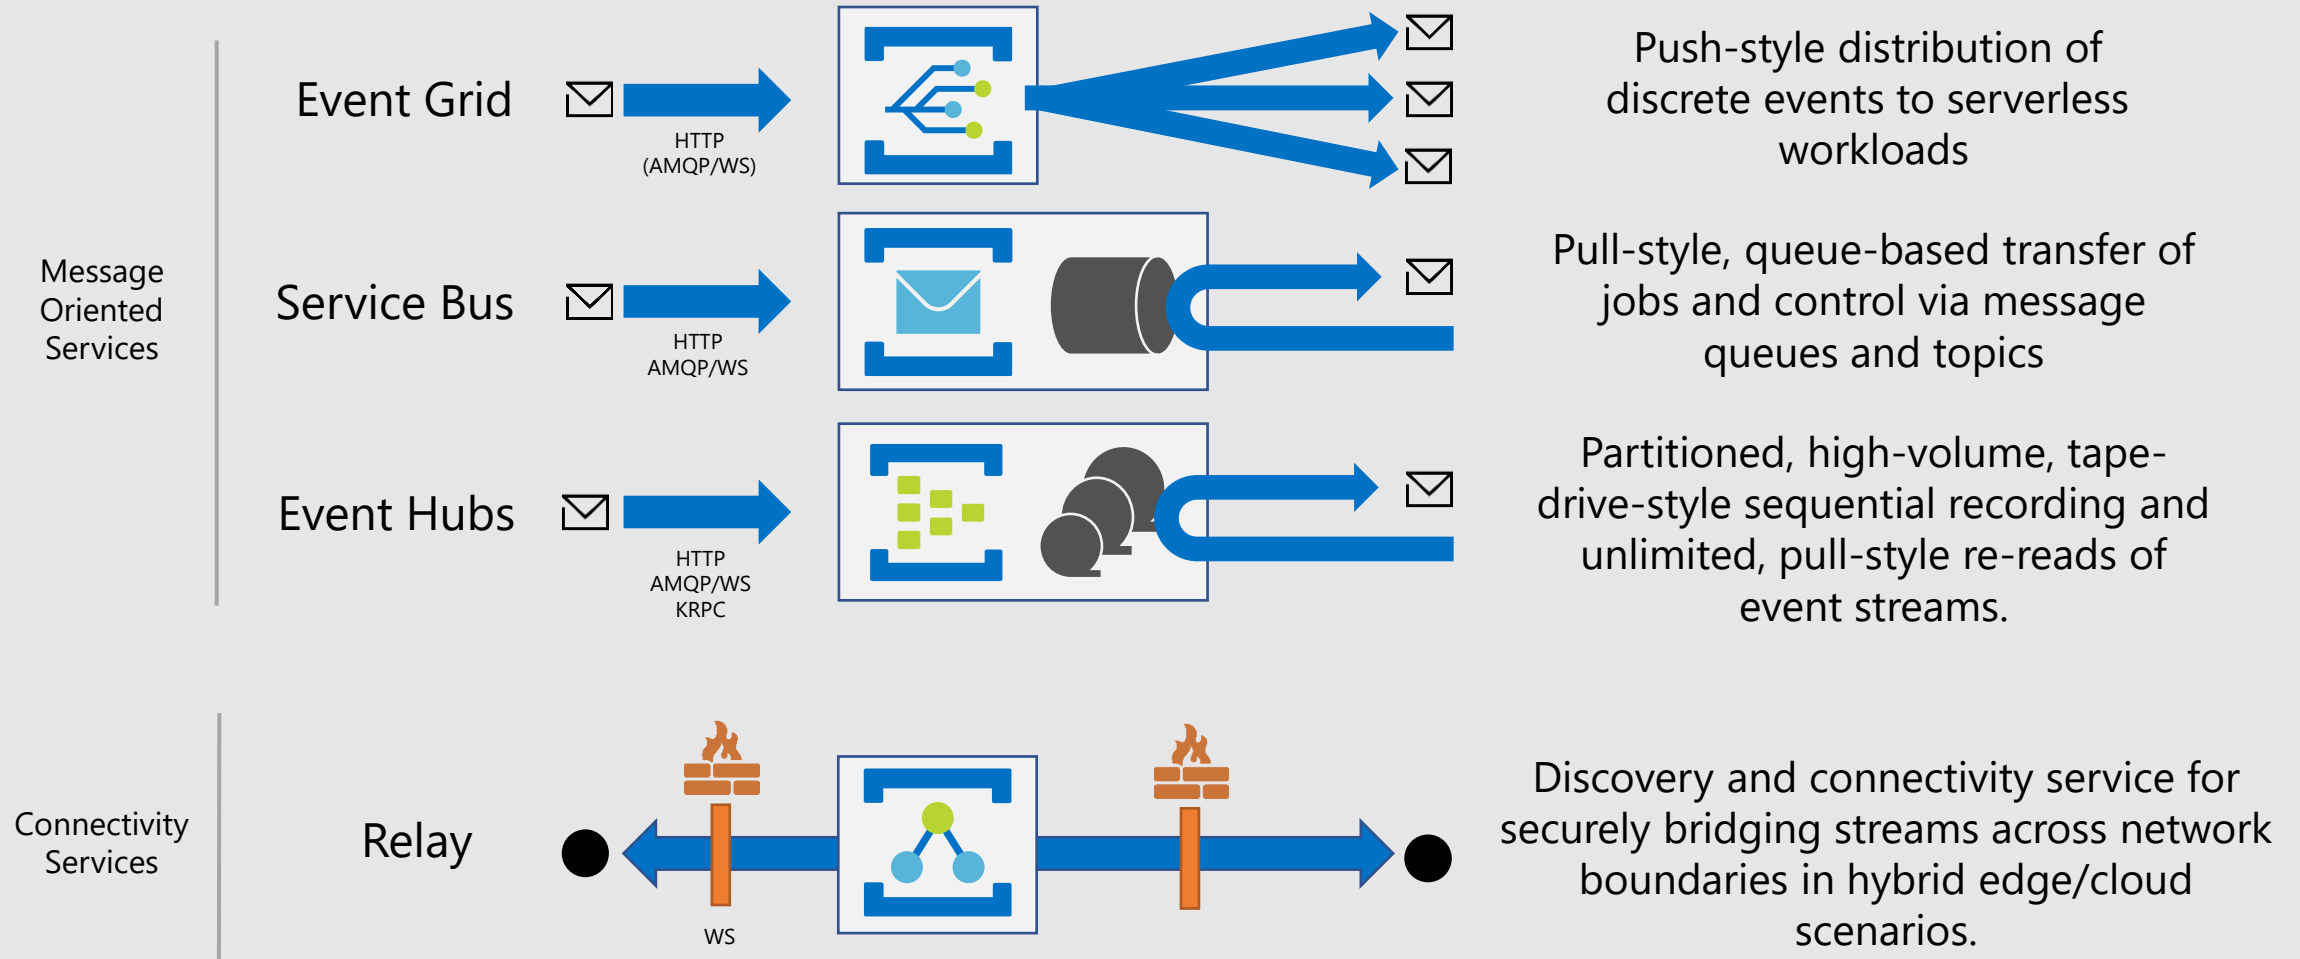 Message
Oriented
Services
Event Grid
HTTP
(AMQP/WS)
Push-style distribution of
discrete events to serverless
workloads
Service Bus
HTTP
AMQP/WS
Pull-style, queue-based transfer of
jobs and control via message
queues and topics
Event Hubs
HTTP
AMQP/WS
KRPC
Partitioned, high-volume, tape-
drive-style sequential recording and
unlimited, pull-style re-reads of
event streams.
Connectivity
Services
Relay
WS
Discovery and connectivity service for
securely bridging streams across network
boundaries in hybrid edge/cloud
scenarios.